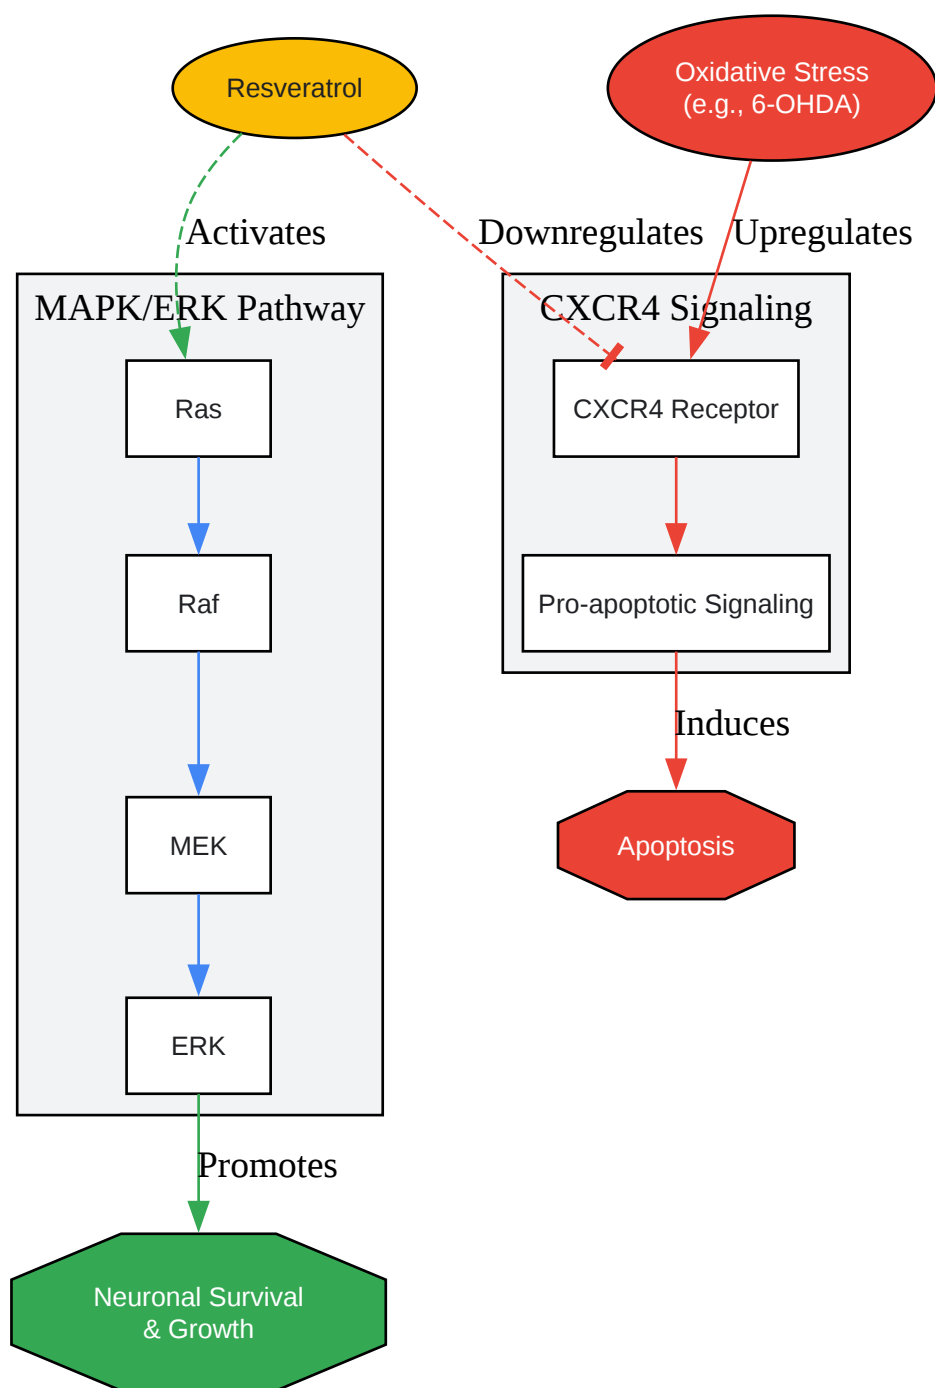 Resveratrol
Oxidative Stress
(e.g., 6-OHDA)
Activates
Downregulates
Upregulates
MAPK/ERK Pathway
CXCR4 Signaling
Ras
CXCR4 Receptor
Raf
Pro-apoptotic Signaling
Induces
MEK
Apoptosis
ERK
Promotes
Neuronal Survival
& Growth